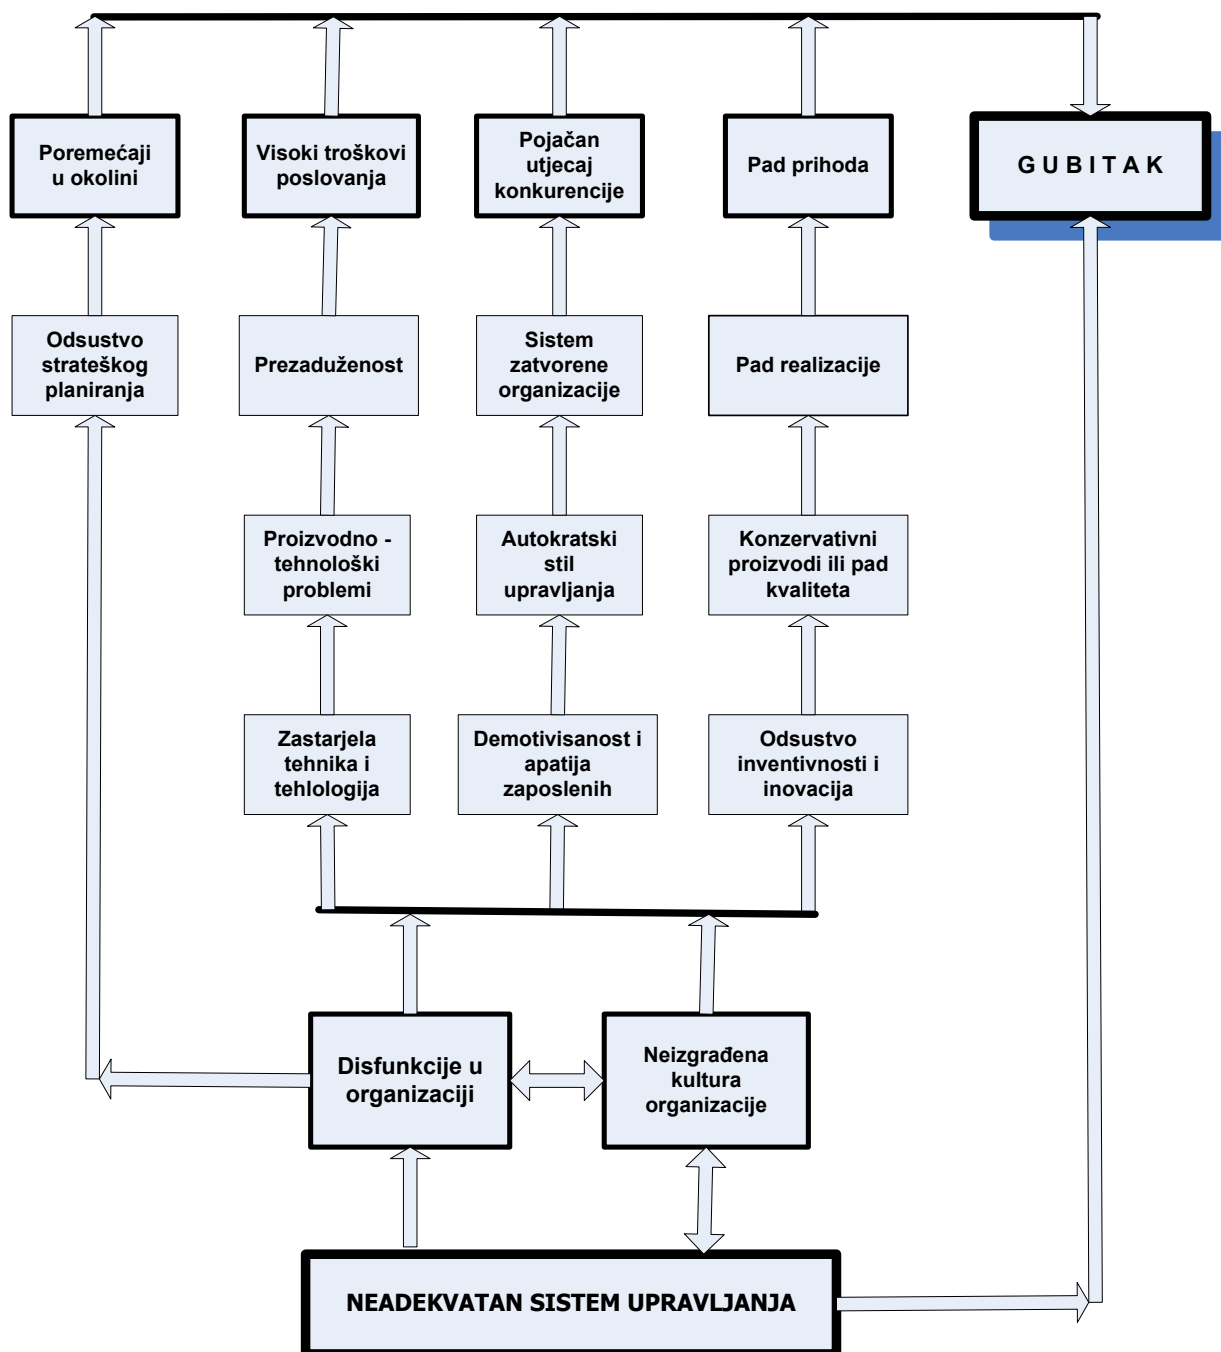 Poremećaji
u okolini
Visoki troškovi
poslovanja
Pojačan
utjecaj
konkurencije
Pad prihoda
G U B I T A K
Odsustvo
strateškog
planiranja
Prezaduženost
Sistem
zatvorene
organizacije
Pad realizacije
Proizvodno -
tehnološki
problemi
Autokratski
stil
upravljanja
Konzervativni
proizvodi ili pad
kvaliteta
Zastarjela
tehnika i
tehlologija
Demotivisanost i
apatija
zaposlenih
Odsustvo
inventivnosti i
inovacija
Disfunkcije u
organizaciji
Neizgrađena
kultura
organizacije
NEADEKVATAN SISTEM UPRAVLJANJA